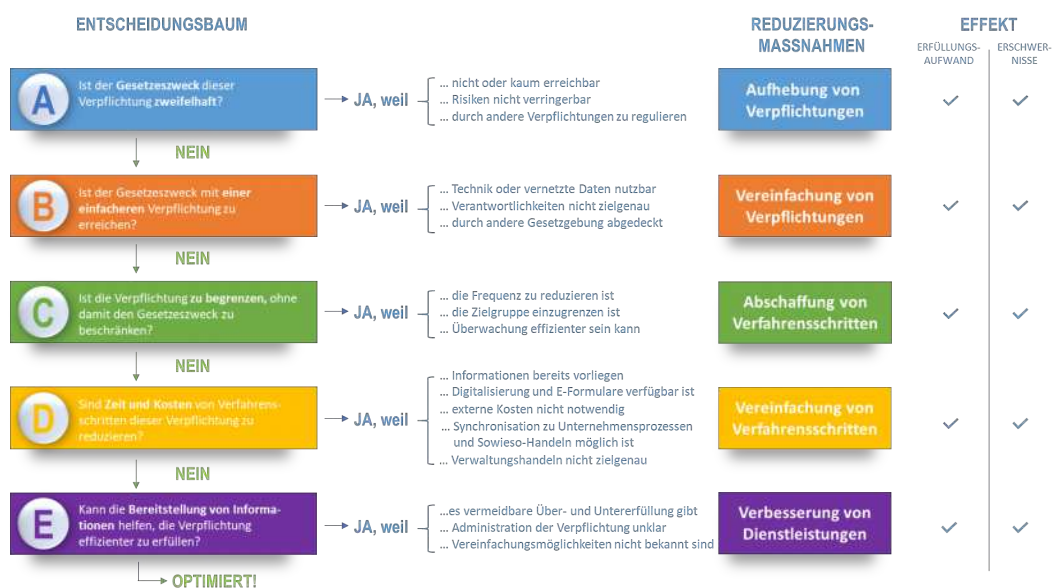 ENTSCHEIDUNGSBAUM
REDUZIERUNGS-
MASSNAHMEN
EFFEKT
ERFÜLLUNGS-
AUFWAND
ERSCHWER-
NISSE
A
Ist der Gesetzeszweck dieser
Verpflichtung zweifelhaft?
JA, weil
... nicht oder kaum erreichbar
... Risiken nicht verringerbar
... durch andere Verpflichtungen zu regulieren
Aufhebung von
Verpflichtungen
NEIN
B
Ist der Gesetzeszweck mit einer
einfacheren Verpflichtung zu
erreichen?
JA, weil
... Technik oder vernetzte Daten nutzbar
... Verantwortlichkeiten nicht zielgenau
... durch andere Gesetzgebung abgedeckt
Vereinfachung von
Verpflichtungen
NEIN
C
Ist die Verpflichtung zu begrenzen, ohne
damit den Gesetzeszweck zu
beschränken?
JA, weil
... die Frequenz zu reduzieren ist
... die Zielgruppe einzugrenzen ist
... Überwachung effizienter sein kann
Abschaffung von
Verfahrensschritten
NEIN
D
Sind Zeit und Kosten von Verfahrens-
schritten dieser Verpflichtung zu
reduzieren?
JA, weil
... Informationen bereits vorliegen
... Digitalisierung und E-Formulare verfügbar ist
... externe Kosten nicht notwendig
... Synchronisation zu Unternehmensprozessen
und Sowieso-Handeln möglich ist
... Verwaltungshandeln nicht zielgenau
Vereinfachung von
Verfahrensschritten
NEIN
E
Kann die Bereitstellung von Informa-
tionen helfen, die Verpflichtung
effizienter zu erfüllen?
JA, weil
...es vermeidbare Über- und Untererfüllung gibt
... Administration der Verpflichtung unklar
... Vereinfachungsmöglichkeiten nicht bekannt sind
Verbesserung von
Dienstleistungen
OPTIMIERT!